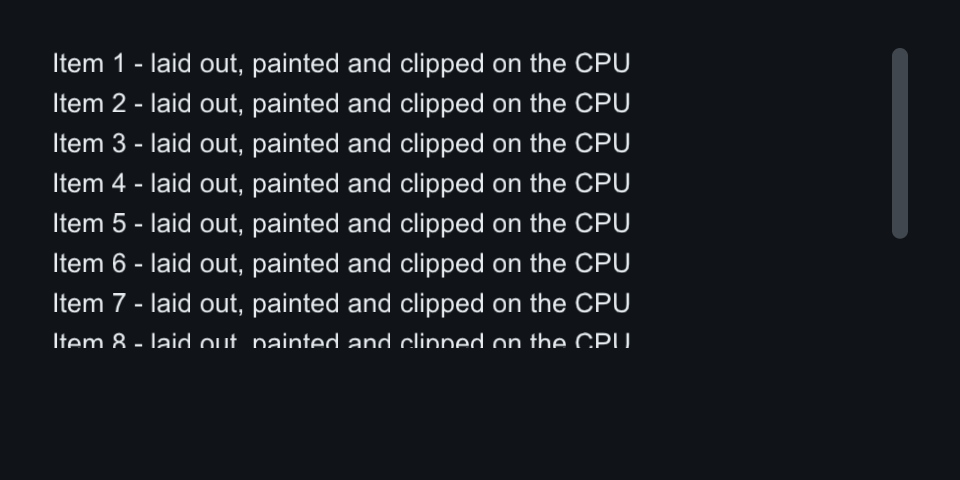 Item 1 - laid out, painted and clipped on the CPU
Item 2 - laid out, painted and clipped on the CPU
Item 3 - laid out, painted and clipped on the CPU
Item 4 - laid out, painted and clipped on the CPU
Item 5 - laid out, painted and clipped on the CPU
Item 6 - laid out, painted and clipped on the CPU
Item 7 - laid out, painted and clipped on the CPU
Item 8 - laid out, painted and clipped on the CPU